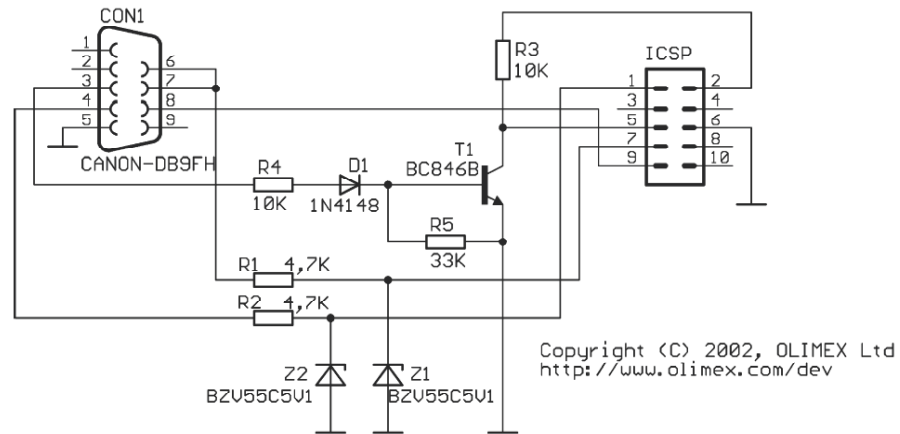 CON1
1
2
3
4
5
6
7
8
9
CANON-DB9FH
R3
10K
ICSP
1
3
5
7
9
2
4
6
8
10
T1
BC846B
R4
10K
D1
1N4148
R5
33K
R1 4,7K
R2 4,7K
Z2
BZV55C5V1
Z1
BZV55C5V1
Copyright (C) 2002, OLIMEX Ltd
http://www.olimex.com/dev